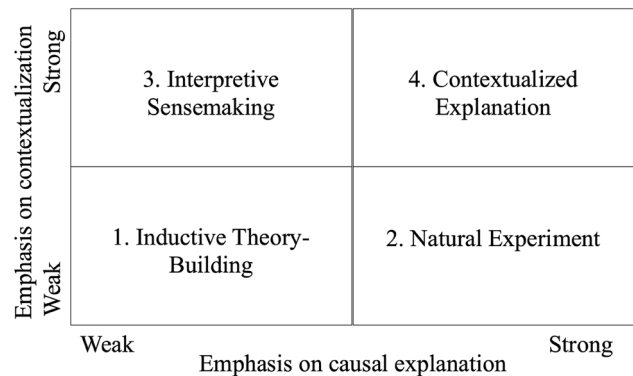 Emphasis on contextualization
Strong
Weak
3. Interpretive
Sensemaking
4. Contextualized
Explanation
1. Inductive Theory-
Building
2. Natural Experiment
Weak
Strong
Emphasis on causal explanation